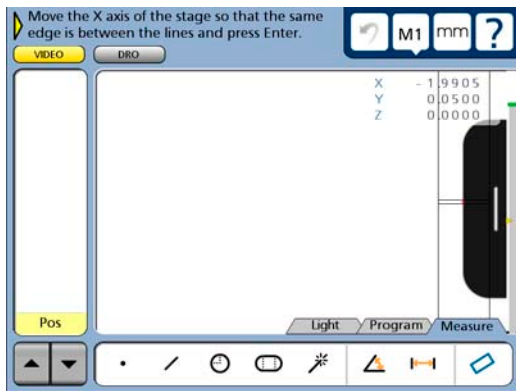 Move the X axis of the stage so that the same
edge is between the lines and press Enter.
M1
mm
?
VIDEO
DRO
X -1.9905
Y 0.0500
Z 0.0000
Pos
Light
Program
Measure